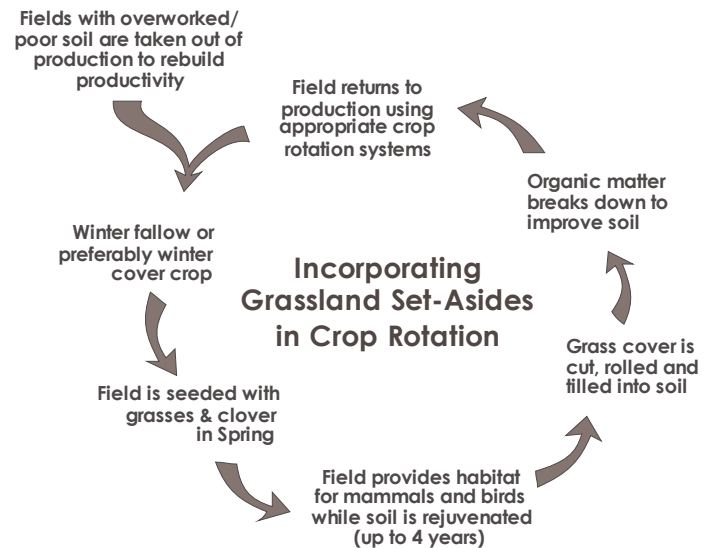 Fields with overworked/
poor soil are taken out of
production to rebuild
productivity
Field returns to
production using
appropriate crop
rotation systems
Organic matter
breaks down to
improve soil
Winter fallow or
preferably winter
cover crop
Incorporating
Grassland Set-Asides
in Crop Rotation
Grass cover is
cut, rolled and
tilled into soil
Field is seeded with
grasses & clover
in Spring
Field provides habitat
for mammals and birds
while soil is rejuvenated
(up to 4 years)